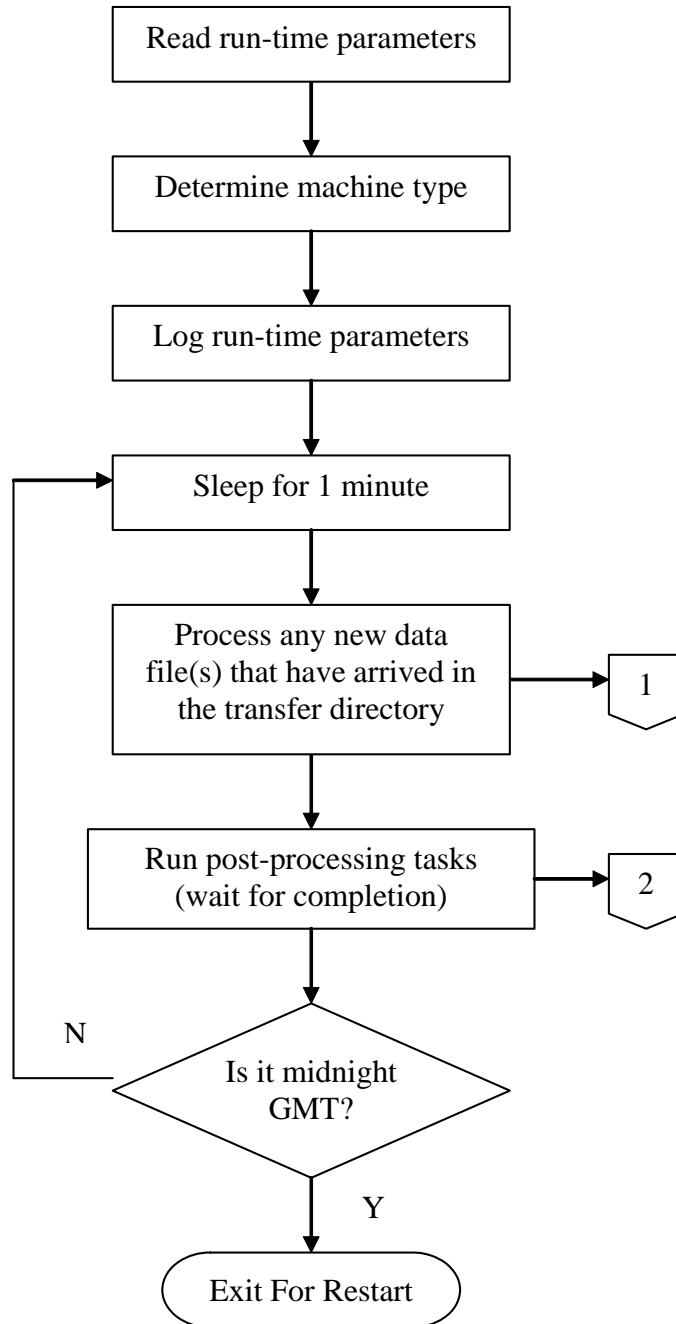 Read run-time parameters
Determine machine type
Log run-time parameters
Sleep for 1 minute
Process any new data
file(s) that have arrived in
the transfer directory
1
Run post-processing tasks
(wait for completion)
2
N
Is it midnight
GMT?
Y
Exit For Restart